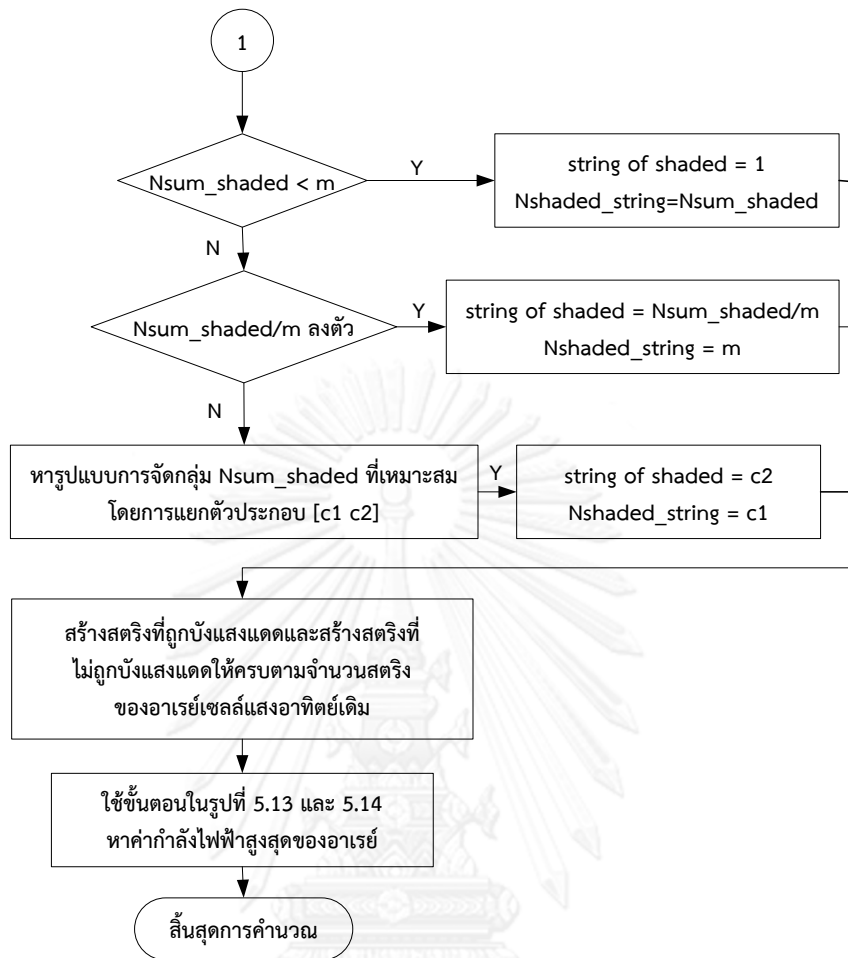 1
Nsum_shaded < m
Y
string of shaded = 1
Nshaded_string=Nsum_shaded
N
Nsum_shaded/m ลงตัว
Y
string of shaded = Nsum_shaded/m
Nshaded_string = m
N
หารูปแบบการจัดกลุ่ม Nsum_shaded ที่เหมาะสม
โดยการแยกตัวประกอบ [c1 c2]
Y
string of shaded = c2
Nshaded_string = c1
สร้างสตริงที่ถูกบังแสงแดดและสร้างสตริงที่
ไม่ถูกบังแสงแดดให้ครบตามจำนวนสตริง
ของอาเรย์เซลล์แสงอาทิตย์เดิม
ใช้ขั้นตอนในรูปที่ 5.13 และ 5.14
หาค่ากำลังไฟฟ้าสูงสุดของอาเรย์
สิ้นสุดการคำนวณ